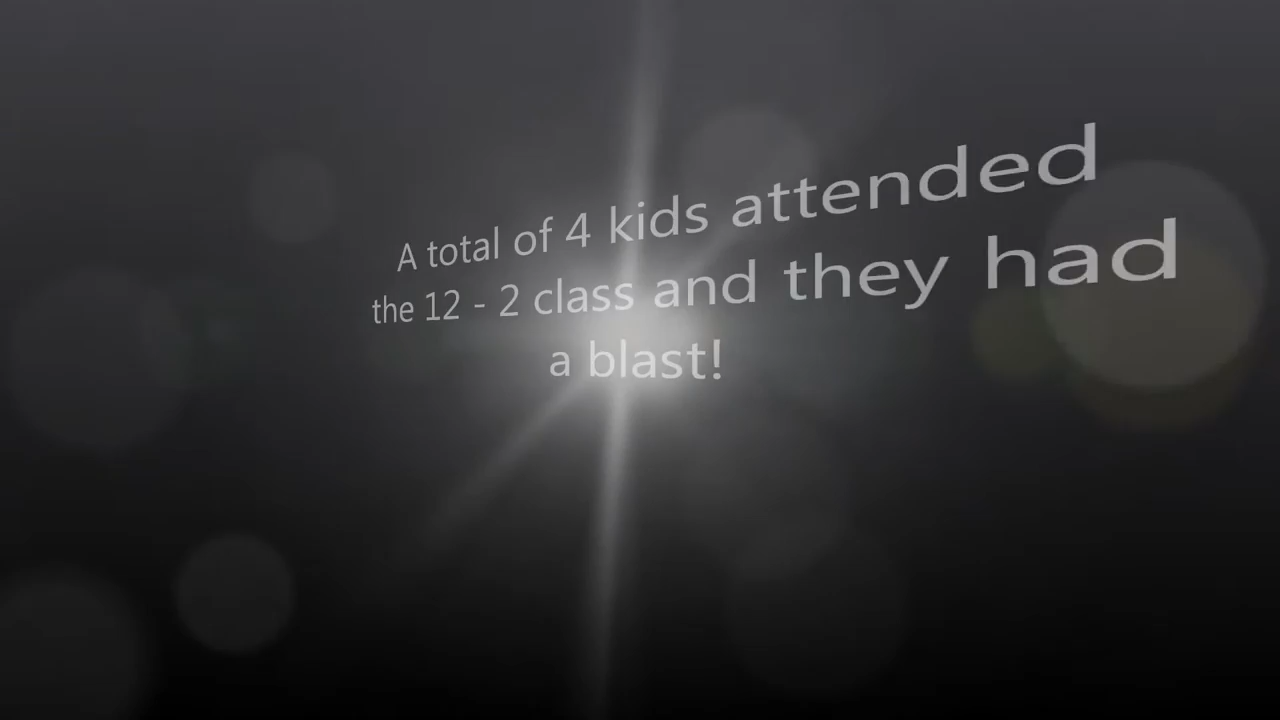 A total of 4 kids attended
the 12 - 2 class and they had
a blast!